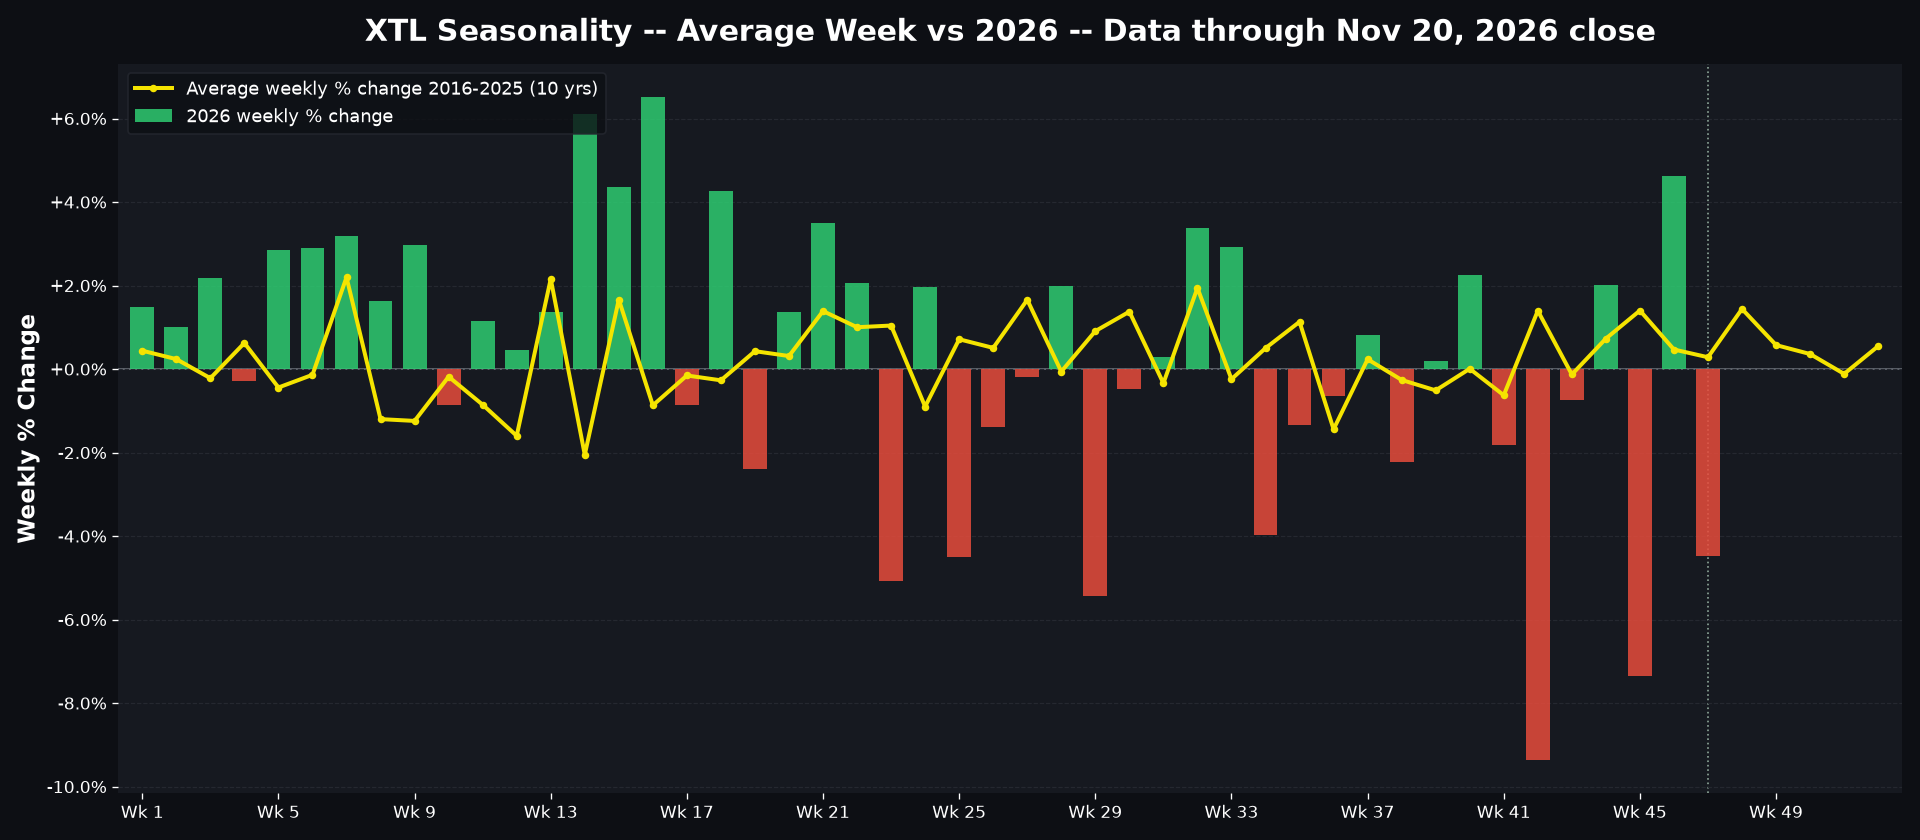 XTL Seasonality -- Average Week vs 2026 -- Data through Nov 20, 2026 close
Average weekly % change 2016-2025 (10 yrs)
2026 weekly % change
Weekly % Change
+6.0%
+4.0%
+2.0%
+0.0%
-2.0%
-4.0%
-6.0%
-8.0%
-10.0%
Wk 1 Wk 5 Wk 9 Wk 13 Wk 17 Wk 21 Wk 25 Wk 29 Wk 33 Wk 37 Wk 41 Wk 45 Wk 49